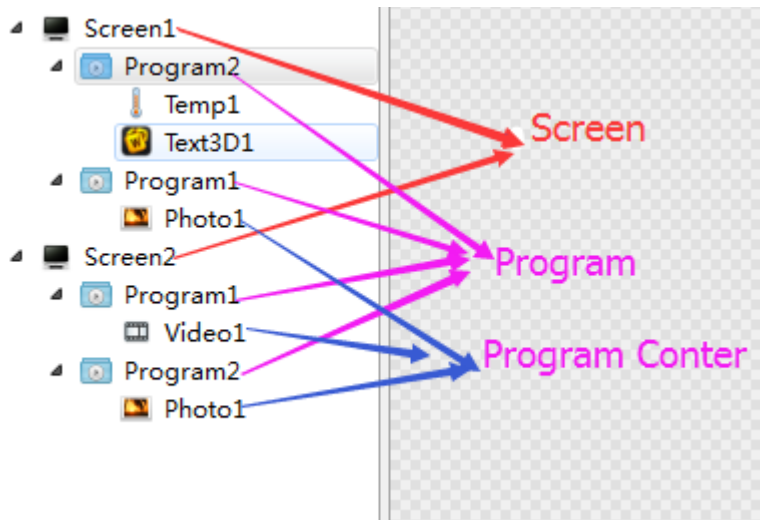 Screen1
Program2
Temp1
Text3D1
Program1
Photo1
Screen2
Program1
Video1
Program2
Photo1
Screen
Program
Program Conter